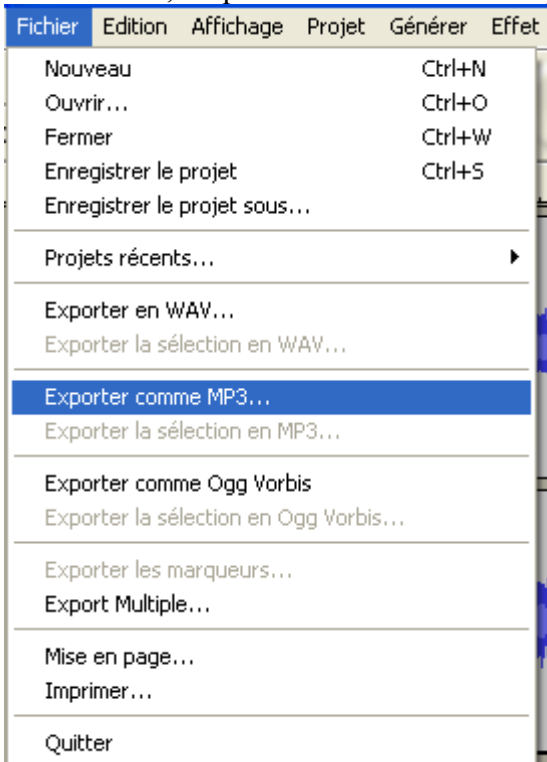 Fichier Edition Affichage Projet Générer Effet
Nouveau Ctrl+N
Ouvrir... Ctrl+O
Fermer Ctrl+W
Enregistrer le projet Ctrl+S
Enregistrer le projet sous...
Projets récents...
Exporter en WAV...
Exporter la sélection en WAV...
Exporter comme MP3...
Exporter la sélection en MP3...
Exporter comme Ogg Vorbis
Exporter la sélection en Ogg Vorbis...
Exporter les marqueurs...
Export Multiple...
Mise en page...
Imprimer...
Quitter